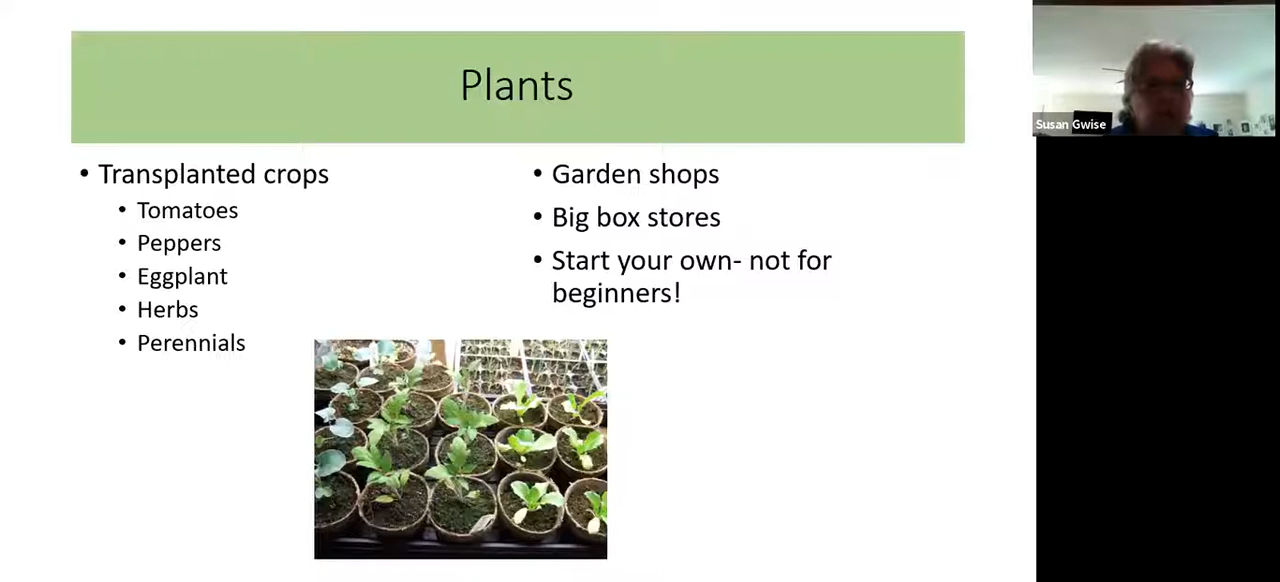 Plants
• Transplanted crops
• Tomatoes
• Peppers
• Eggplant
• Herbs
• Perennials
• Garden shops
• Big box stores
• Start your own- not for
beginners!
Susan Gwise